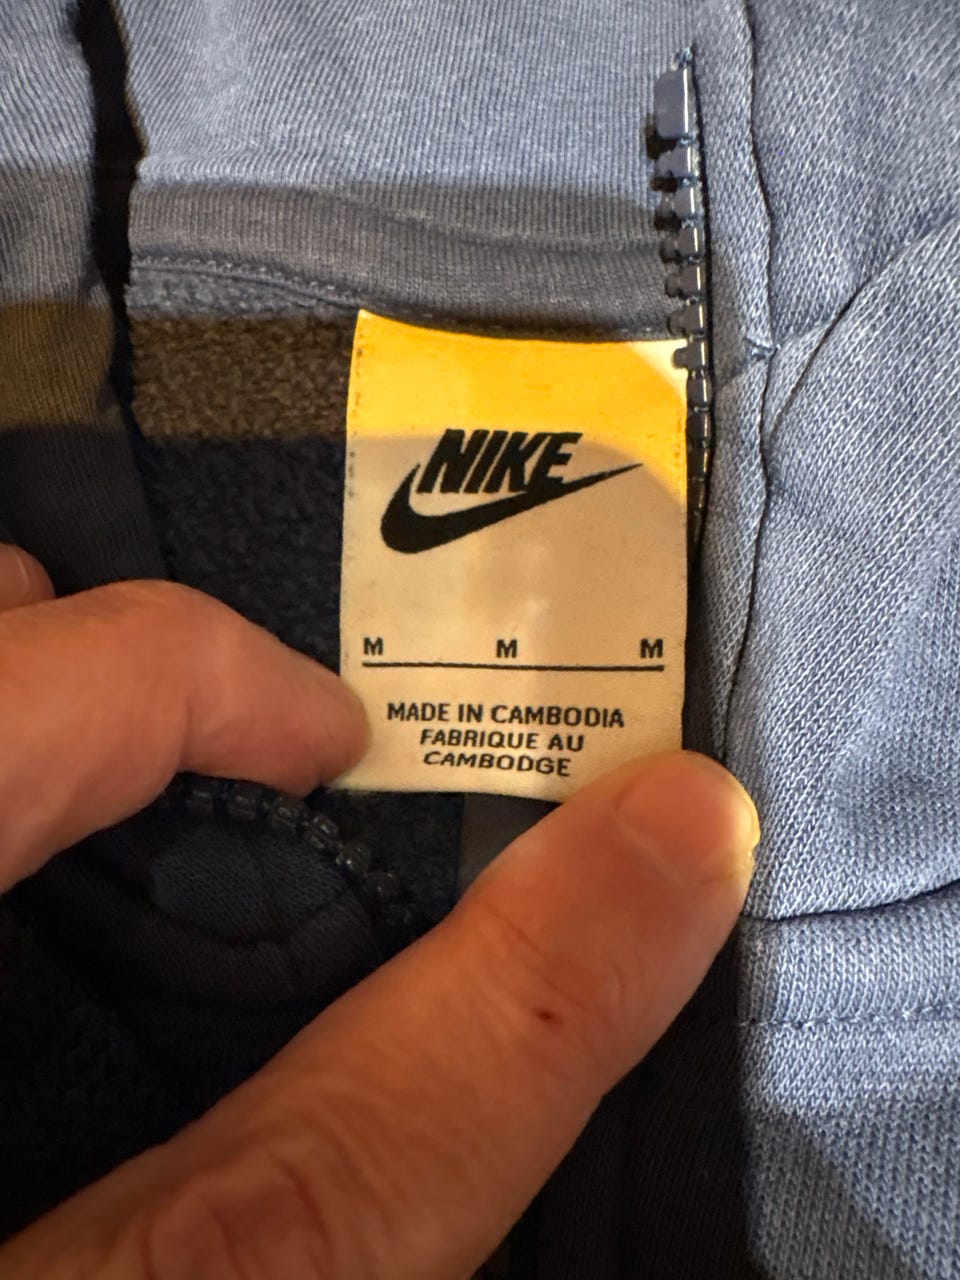 NIKE
M M M
MADE IN CAMBODIA
FABRIQUE AU
CAMBODGE